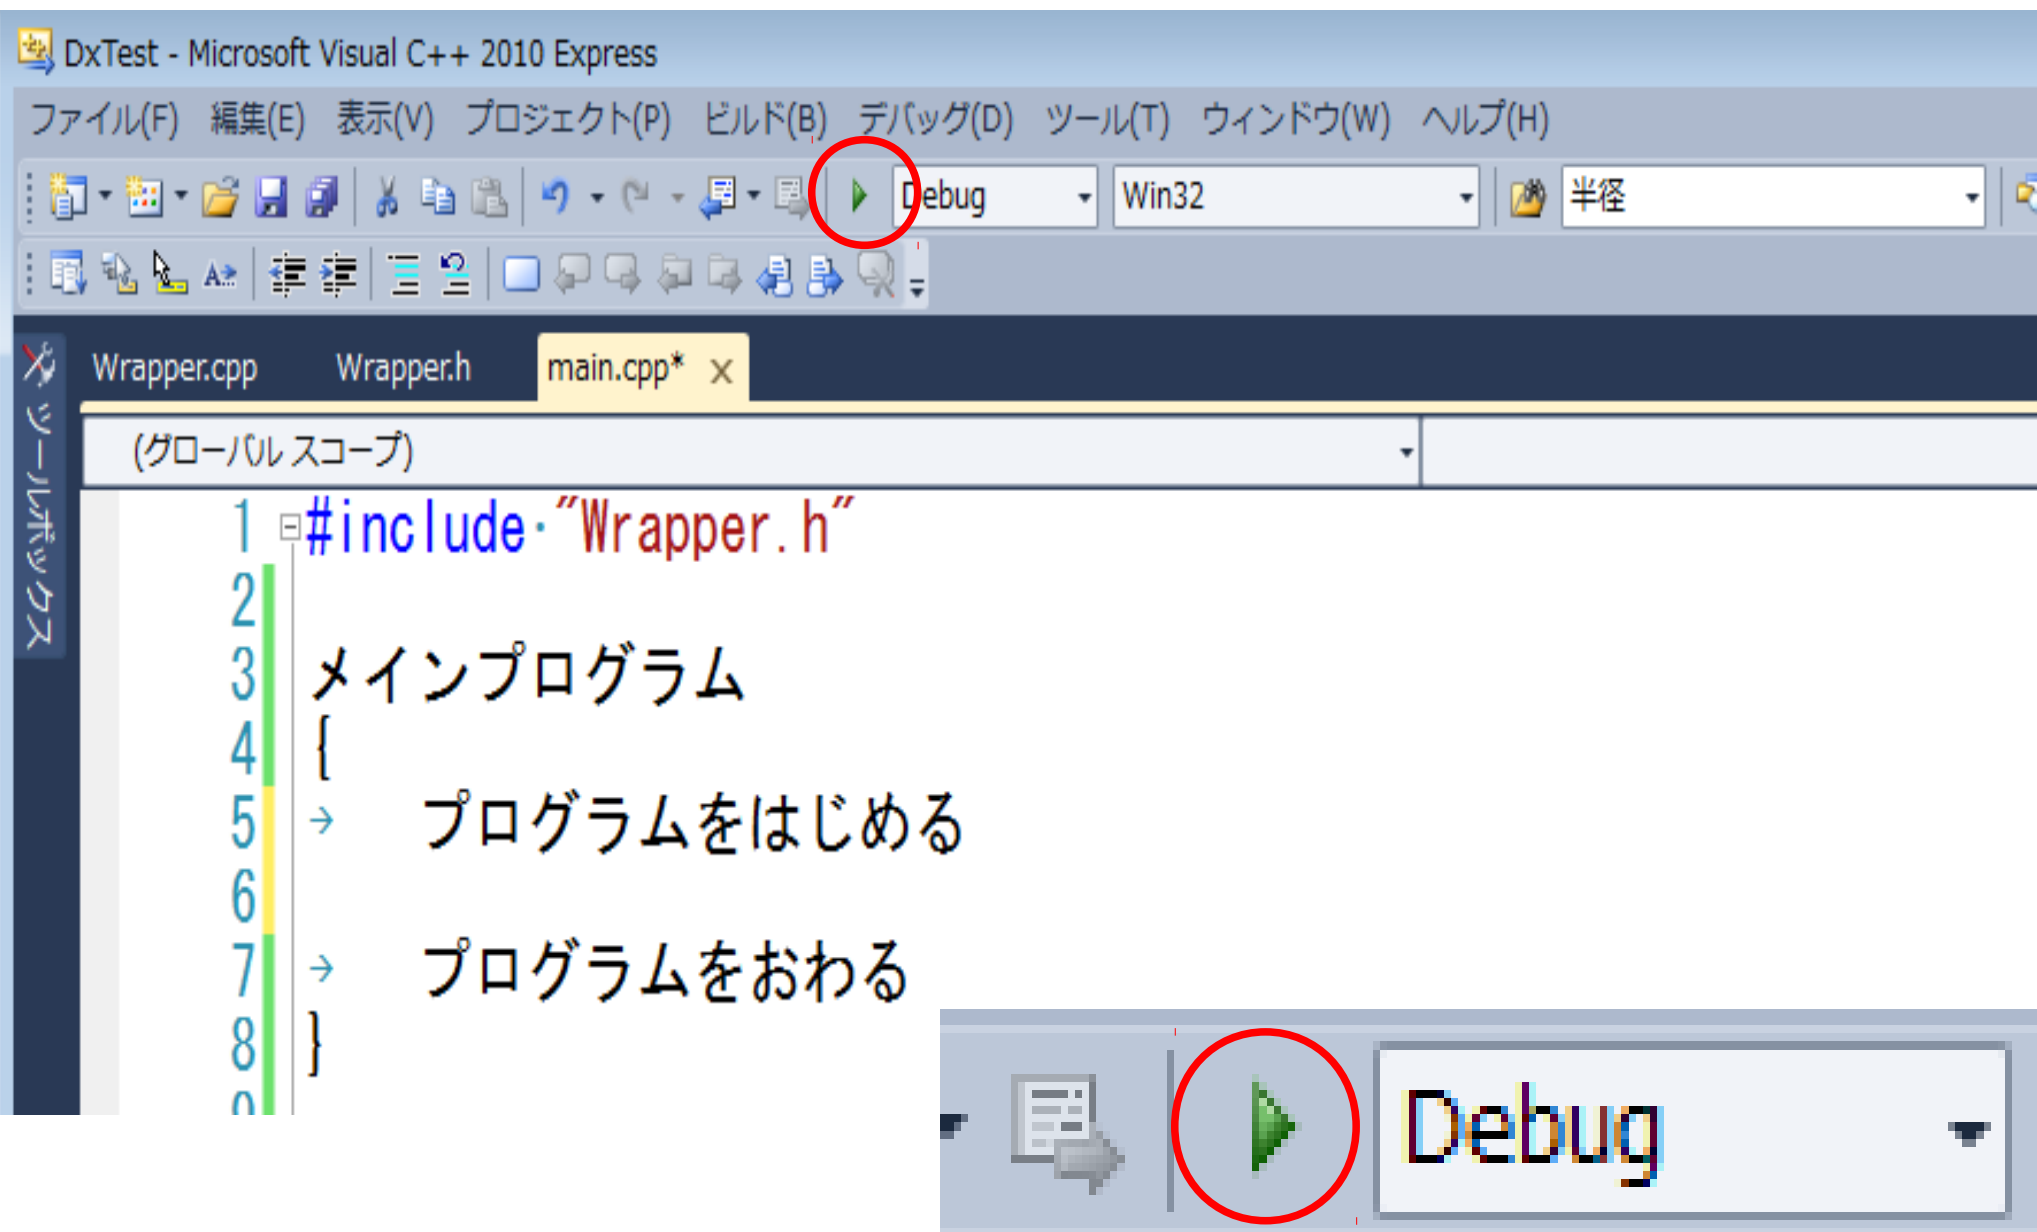 DxTest - Microsoft Visual C++ 2010 Express
ファイル(F) 編集(E) 表示(V) プロジェクト(P) ビルド(B) デバッグ(D) ツール(T) ウィンドウ(W) ヘルプ(H)
Debug Win32 半径
Wrapper.cpp Wrapper.h main.cpp*
ツールボックス
(グローバル スコープ)
1 #include "Wrapper.h"
2
3 メインプログラム
4 {
5 プログラムをはじめる
6
7 プログラムをおわる
8 }
Debug